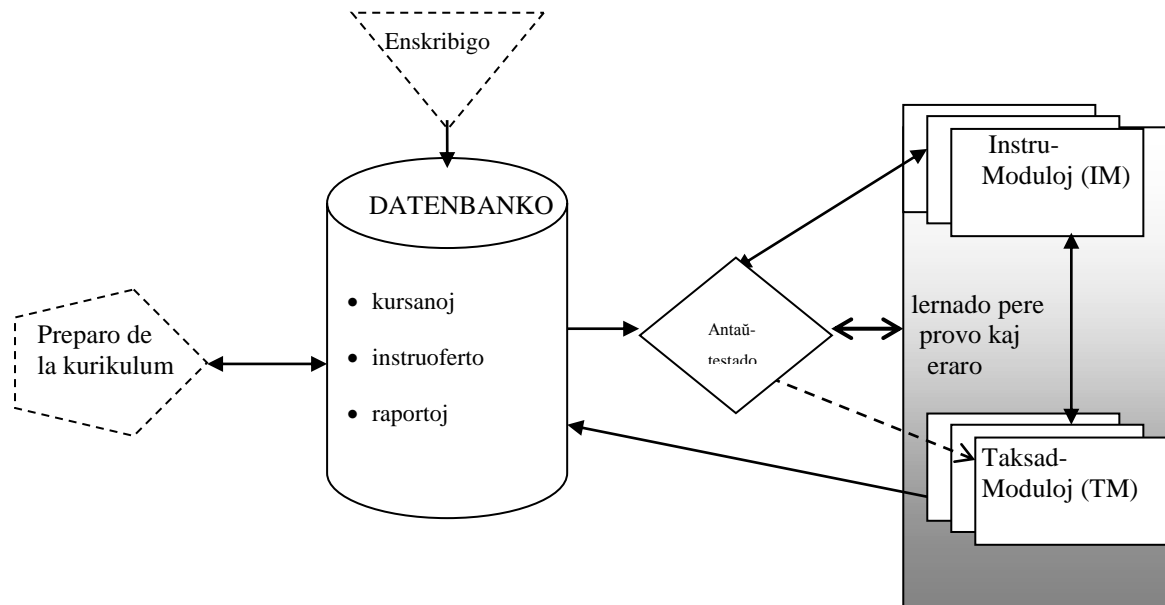 Enskribigo
DATENBANKO
• kursanoj
• instruoferto
• raportoj
Preparo de
la kurikulum
Antaŭ-
testado
Instru-
Moduloj (IM)
lernado pere
provo kaj
eraro
Taksad-
Moduloj (TM)